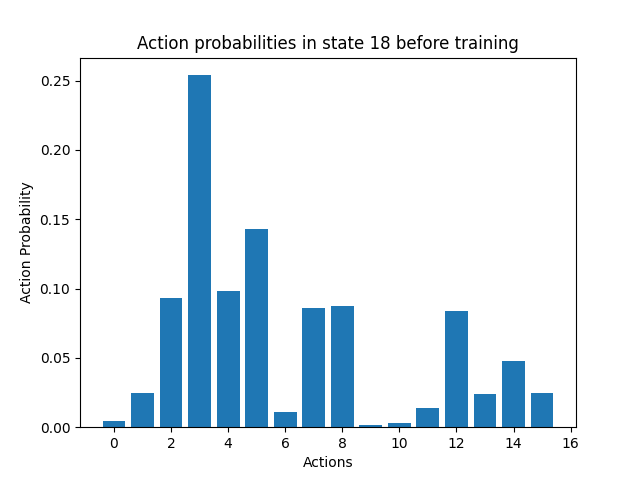 Action probabilities in state 18 before training
0.25
0.20
0.15
0.10
0.05
0.00
Action Probability
0 2 4 6 8 10 12 14 16
Actions